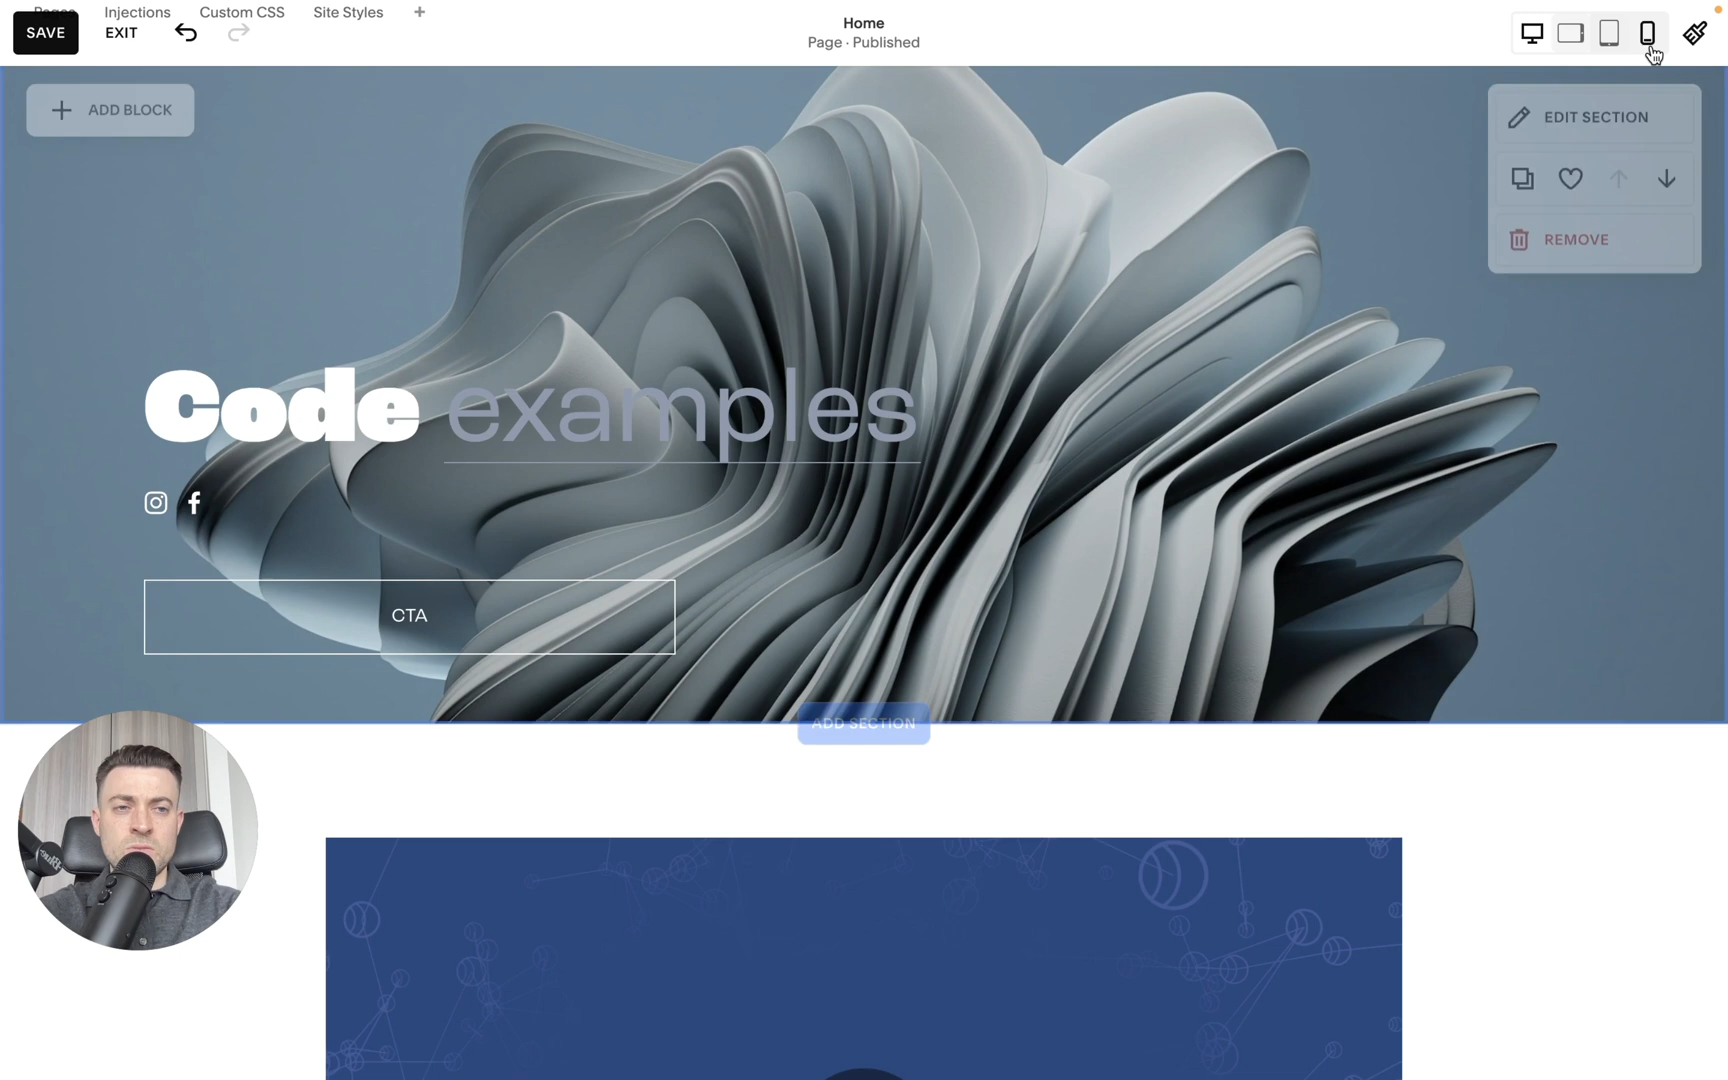 Pages Injections Custom CSS Site Styles +
SAVE EXIT
Home
Page · Published
ADD BLOCK
EDIT SECTION
REMOVE
Code examples
CTA
ADD SECTION